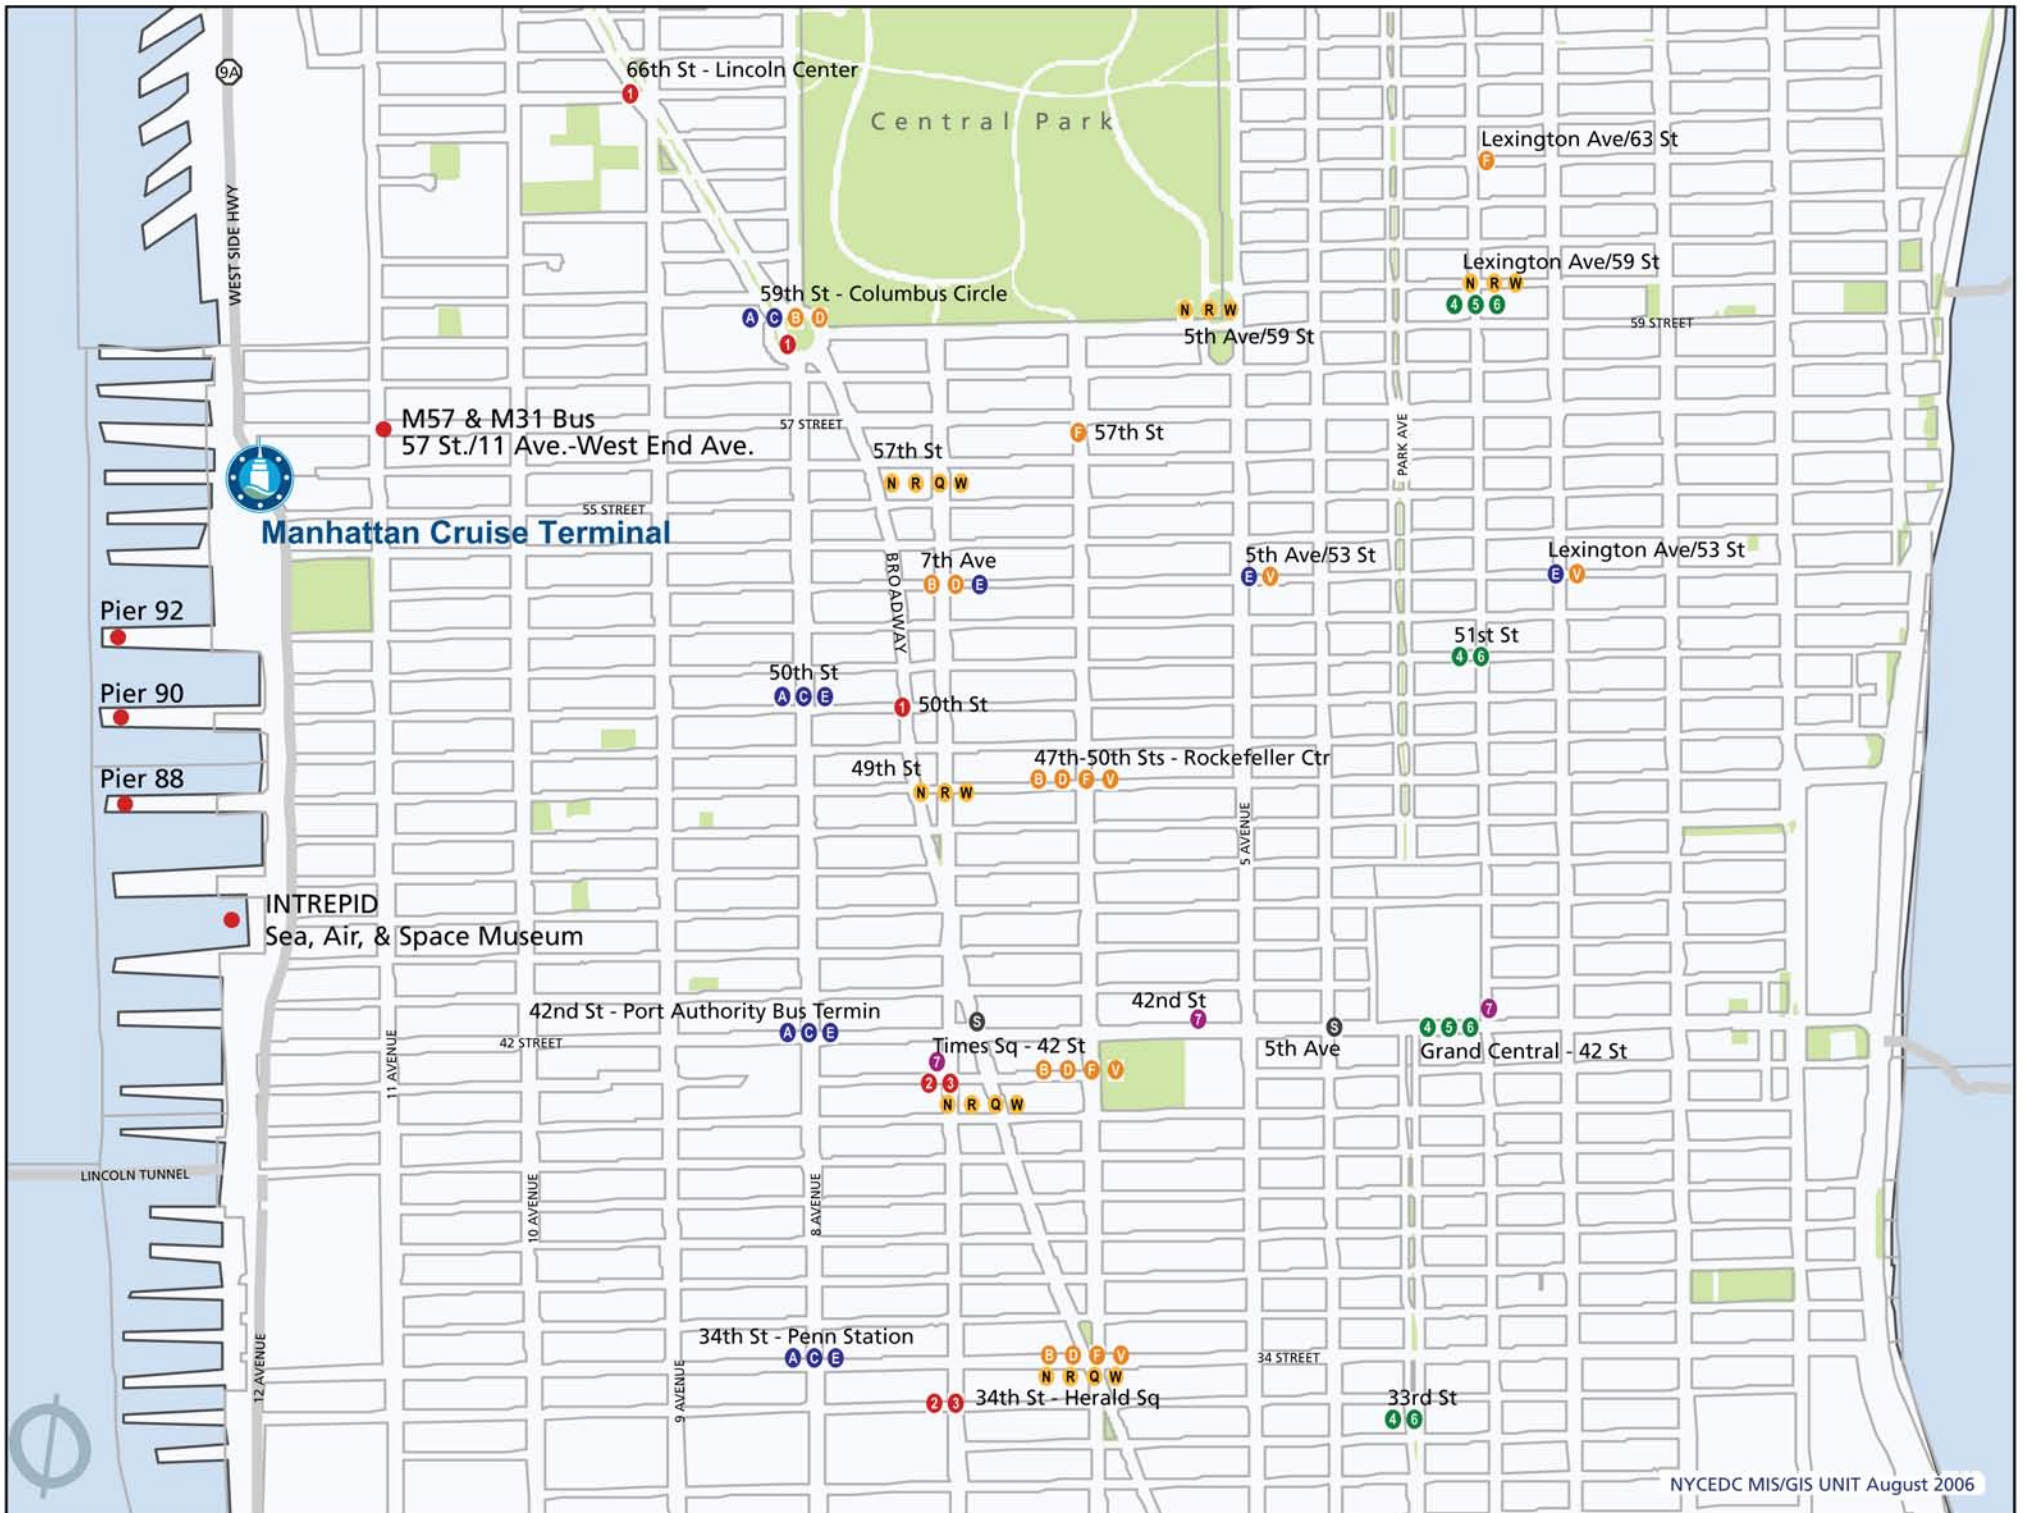 9A
66th St - Lincoln Center
1
Central Park
Lexington Ave/63 St
F
WEST SIDE HWY
Lexington Ave/59 St
N R W
4 5 6
59 STREET
59th St - Columbus Circle
A C B D
1
N R W
5th Ave/59 St
M57 & M31 Bus
57 St./11 Ave.-West End Ave.
57 STREET
F 57th St
PARK AVE
57th St
N R Q W
55 STREET
Manhattan Cruise Terminal
BROADWAY
7th Ave
B D E
5th Ave/53 St
E V
Lexington Ave/53 St
E V
Pier 92
51st St
4 6
50th St
A C E
1 50th St
Pier 90
47th-50th Sts - Rockefeller Ctr
B D F V
49th St
N R W
Pier 88
5 AVENUE
INTREPID
Sea, Air, & Space Museum
42nd St - Port Authority Bus Termin
A C E
42 STREET
11 AVENUE
S
Times Sq - 42 St
7
2 3
B D F V
N R Q W
42nd St
7
S
5th Ave
7
4 5 6
Grand Central - 42 St
LINCOLN TUNNEL
10 AVENUE
8 AVENUE
34th St - Penn Station
A C E
12 AVENUE
9 AVENUE
B D F V
N R Q W
2 3 34th St - Herald Sq
34 STREET
33rd St
4 6
NYCEDC MIS/GIS UNIT August 2006